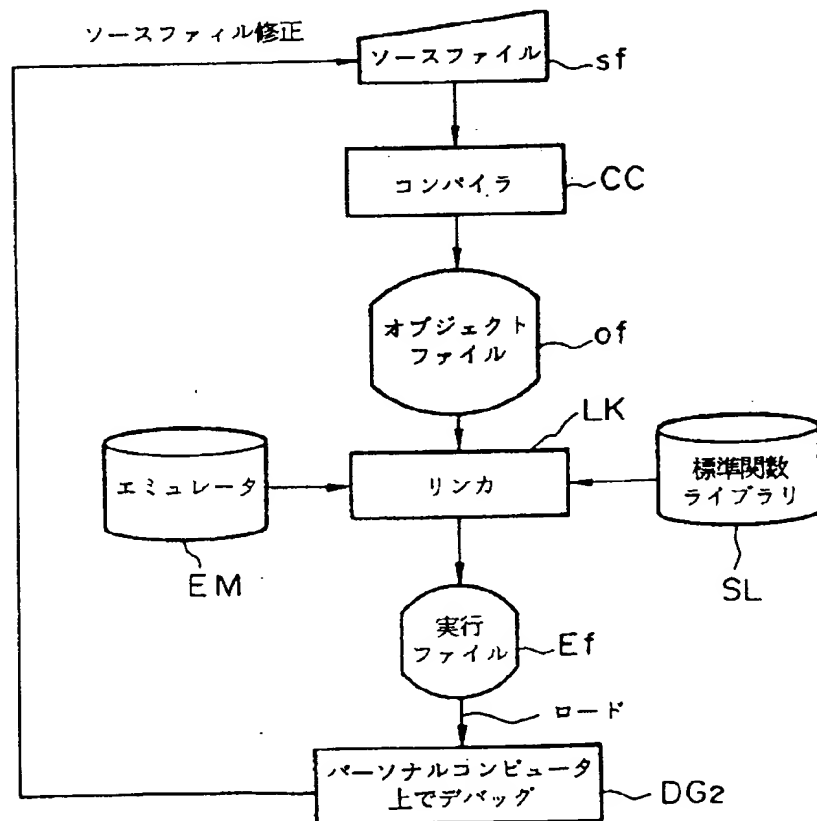 ソースフィル修正
ソースファイル
sf
コンパイラ
CC
オブジェクト
ファイル
of
LK
エミュレータ
リンカ
標準関数
ライブラリ
EM
SL
実行
ファイル
Ef
ロード
パーソナルコンピュータ
上でデバッグ
DG2